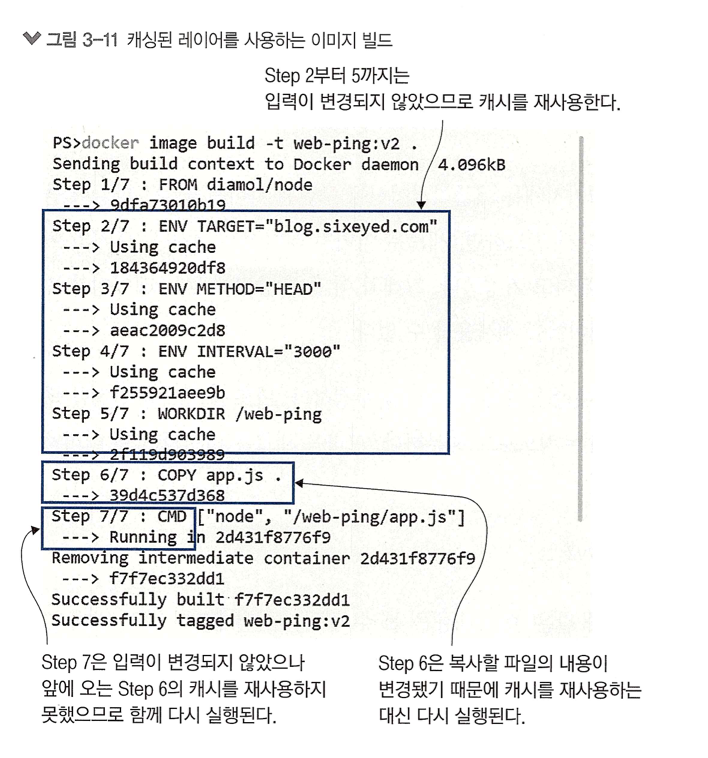 그림 3-11 캐싱된 레이어를 사용하는 이미지 빌드
Step 2부터 5까지는
입력이 변경되지 않았으므로 캐시를 재사용한다.
PS>docker image build -t web-ping:v2 .
Sending build context to Docker daemon  4.096kB
Step 1/7 : FROM diamol/node
---> 9dfa73010b19
Step 2/7 : ENV TARGET="blog.sixeyed.com"
---> Using cache
---> 184364920df8
Step 3/7 : ENV METHOD="HEAD"
---> Using cache
---> aeac2009c2d8
Step 4/7 : ENV INTERVAL="3000"
---> Using cache
---> f255921aee9b
Step 5/7 : WORKDIR /web-ping
---> Using cache
---> 2f119d903989
Step 6/7 : COPY app.js .
---> 39d4c537d368
Step 7/7 : CMD ["node", "/web-ping/app.js"]
---> Running in 2d431f8776f9
Removing intermediate container 2d431f8776f9
---> f7f7ec332dd1
Successfully built f7f7ec332dd1
Successfully tagged web-ping:v2
Step 7은 입력이 변경되지 않았으나
앞에 오는 Step 6의 캐시를 재사용하지
못했으므로 함께 다시 실행된다.
Step 6은 복사할 파일의 내용이
변경됐기 때문에 캐시를 재사용하는
대신 다시 실행된다.